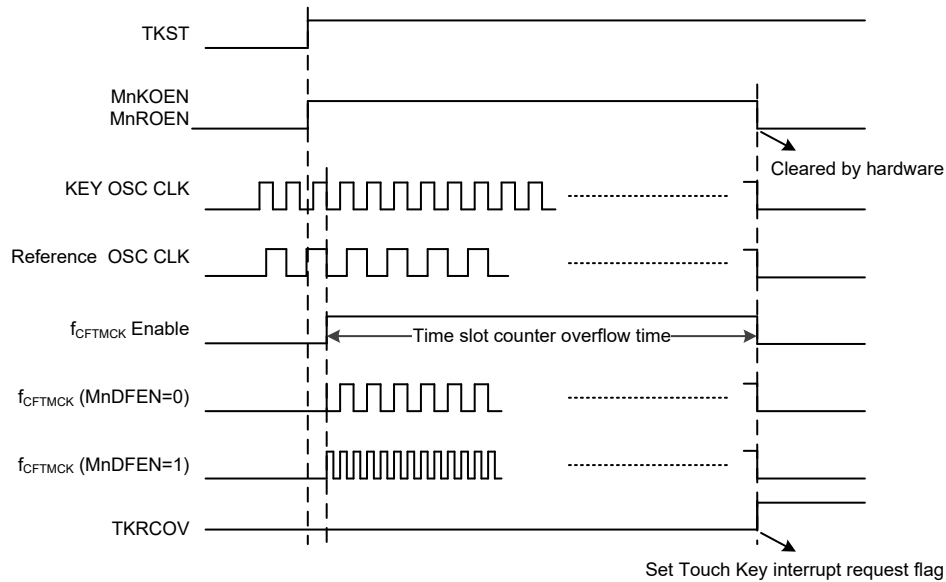 TKST
MnKOEN
MnROEN
Cleared by hardware
KEY OSC CLK
Reference OSC CLK
fCFTMCK Enable
Time slot counter overflow time
fCFTMCK (MnDFEN=0)
fCFTMCK (MnDFEN=1)
TKRCOV
Set Touch Key interrupt request flag